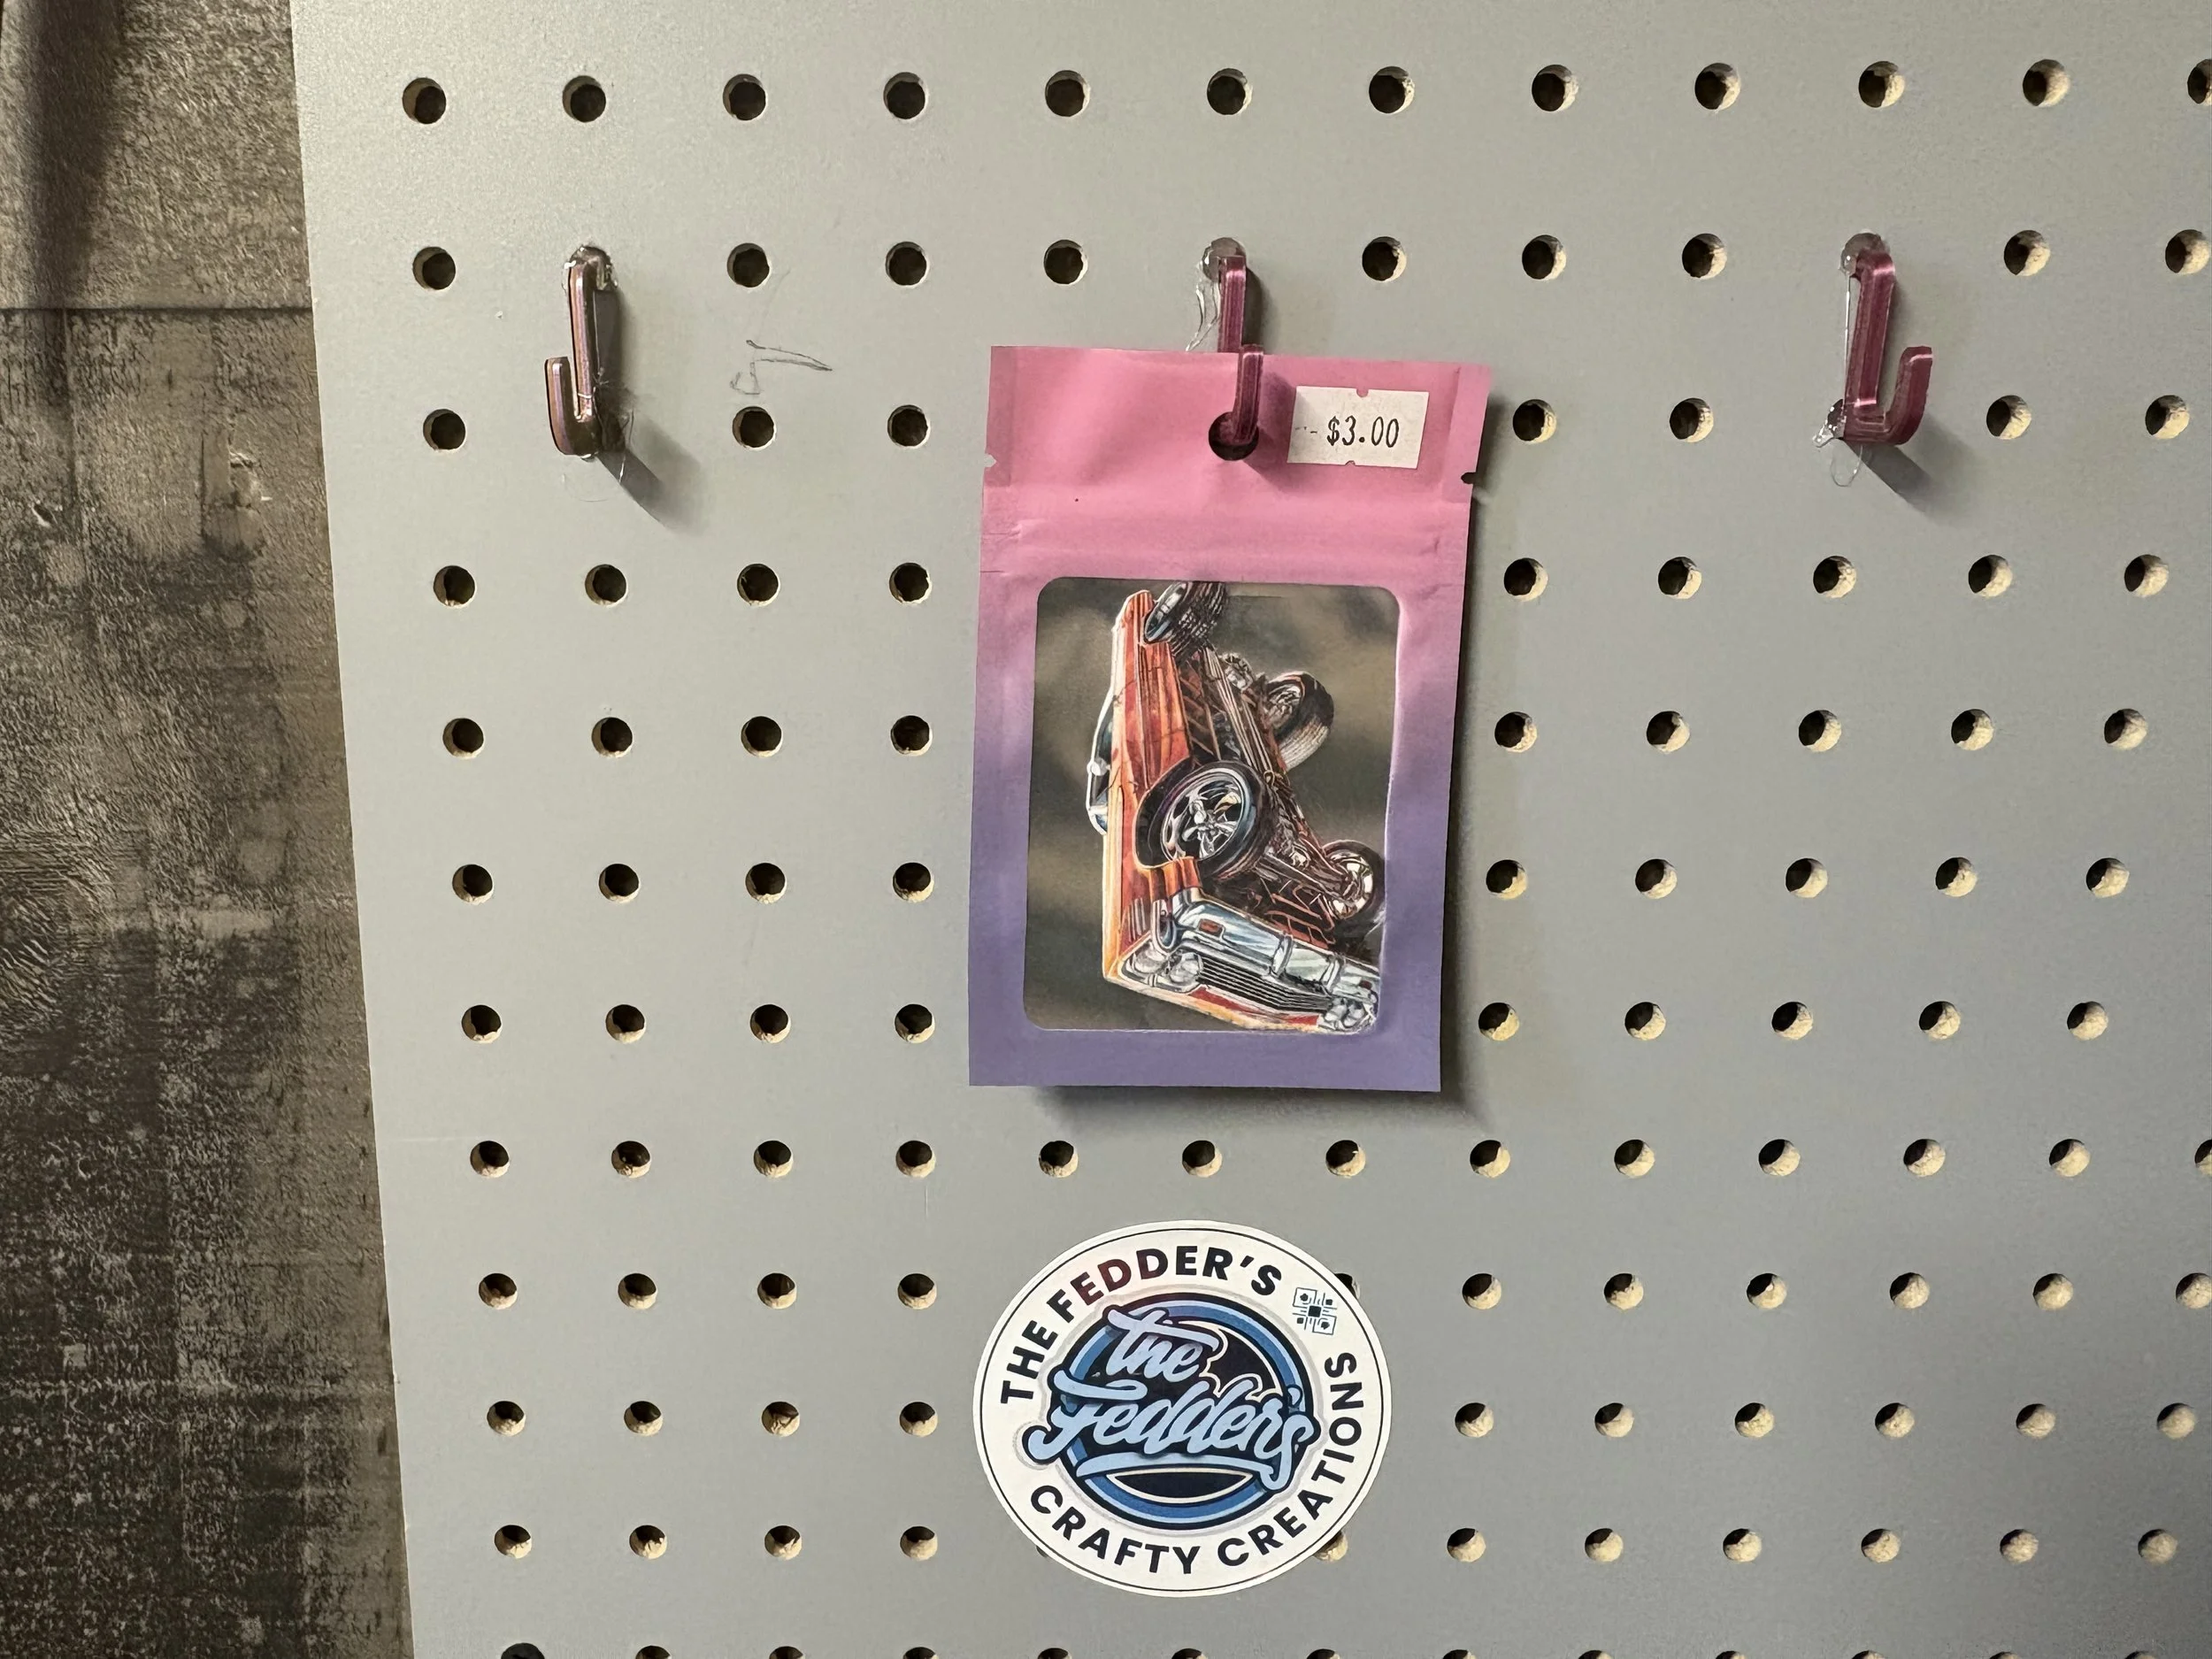 $3.00
THE FEDDER'S
the
Fedder's
CRAFTY CREATIONS